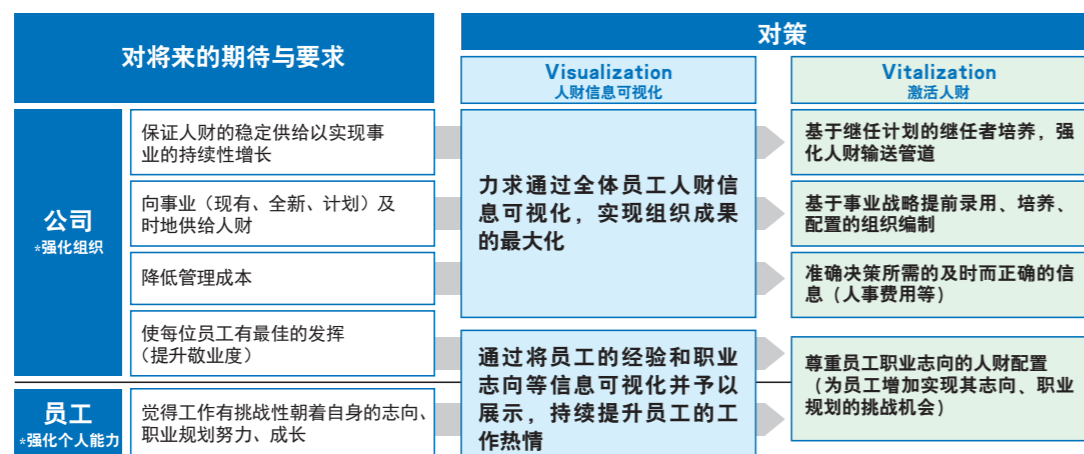 对将来的期待与要求
对策
Visualization
人财信息可视化
Vitalization
激活人财
公司
*强化组织
保证人财的稳定供给以实现事
业的持续性增长
向事业（现有、全新、计划）及
时地供给人财
降低管理成本
使每位员工有最佳的发挥
（提升敬业度）
力求通过全体员工人财信
息可视化，实现组织成果
的最大化
基于继任计划的继任者培养，强
化人财输送管道
基于事业战略提前录用、培养、
配置的组织编制
准确决策所需的及时而正确的信
息（人事费用等）
员工
*强化个人能力
觉得工作有挑战性朝着自身的志向、
职业规划努力、成长
通过将员工的经验和职业
志向等信息可视化并予以
展示，持续提升员工的工
作热情
尊重员工职业志向的人财配置
（为员工增加实现其志向、职业
规划的挑战机会）